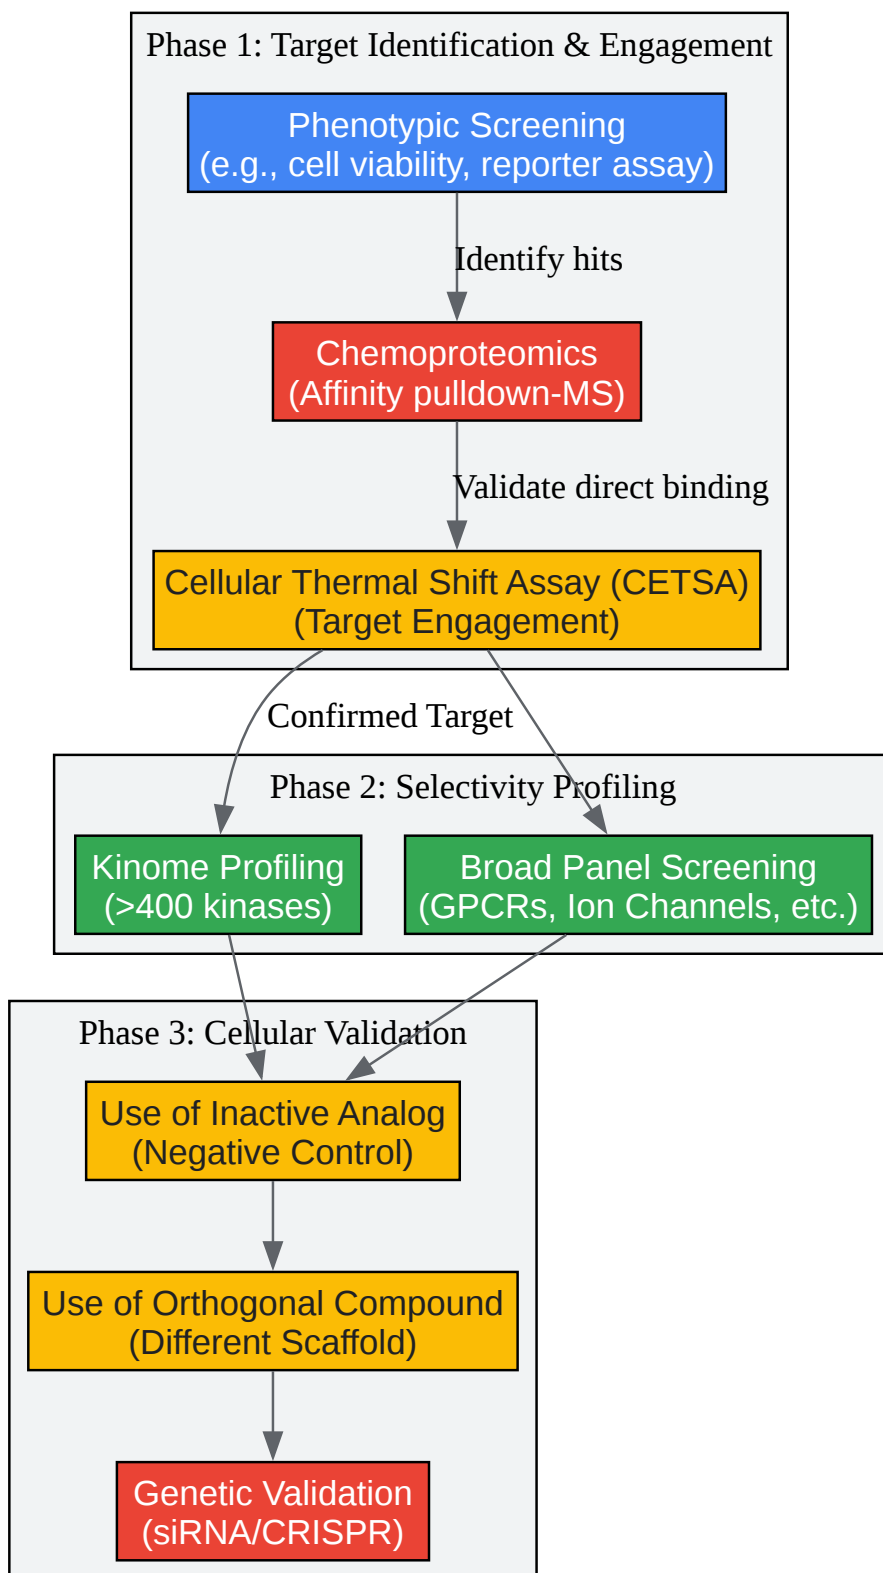 Phase 1: Target Identification & Engagement
Phenotypic Screening
(e.g., cell viability, reporter assay)
Identify hits
Chemoproteomics
(Affinity pulldown-MS)
Validate direct binding
Cellular Thermal Shift Assay (CETSA)
(Target Engagement)
Confirmed Target
Phase 2: Selectivity Profiling
Kinome Profiling
(>400 kinases)
Broad Panel Screening
(GPCRs, Ion Channels, etc.)
Phase 3: Cellular Validation
Use of Inactive Analog
(Negative Control)
Use of Orthogonal Compound
(Different Scaffold)
Genetic Validation
(siRNA/CRISPR)